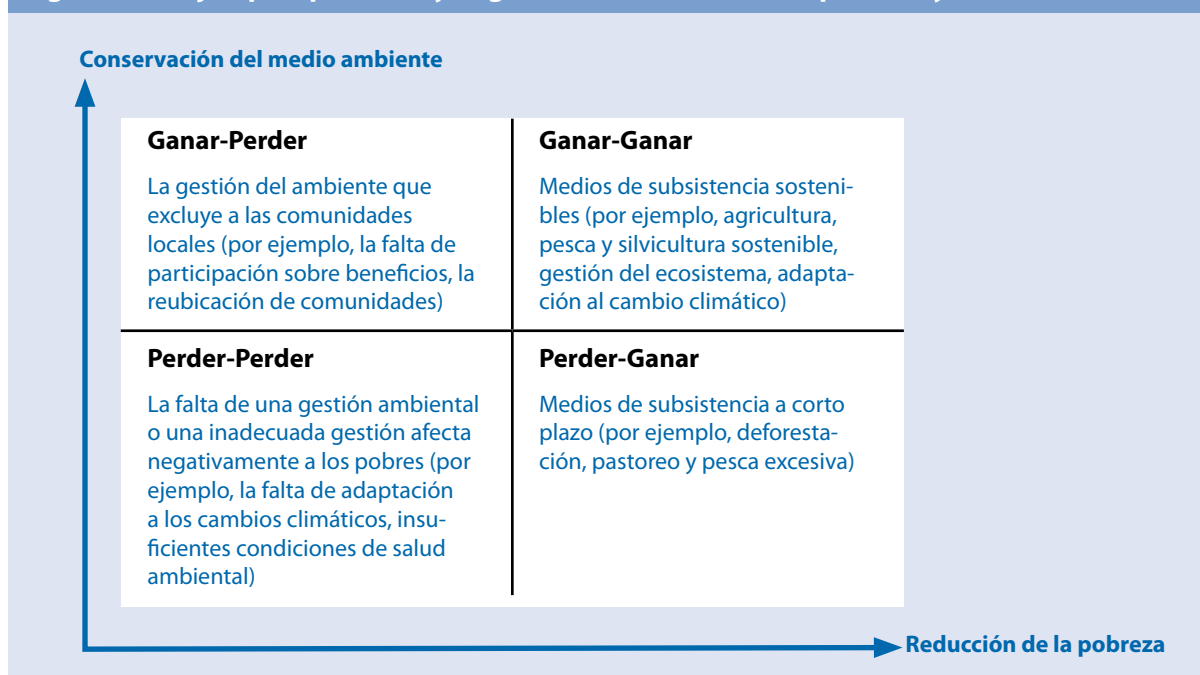 Conservación del medio ambiente
Ganar-Perder
La gestión del ambiente que
excluye a las comunidades
locales (por ejemplo, la falta de
participación sobre beneficios, la
reubicación de comunidades)
Ganar-Ganar
Medios de subsistencia sosteni-
bles (por ejemplo, agricultura,
pesca y silvicultura sostenible,
gestión del ecosistema, adapta-
ción al cambio climático)
Perder-Perder
La falta de una gestión ambiental
o una inadecuada gestión afecta
negativamente a los pobres (por
ejemplo, la falta de adaptación
a los cambios climáticos, insu-
ficientes condiciones de salud
ambiental)
Perder-Ganar
Medios de subsistencia a corto
plazo (por ejemplo, deforesta-
ción, pastoreo y pesca excesiva)
Reducción de la pobreza